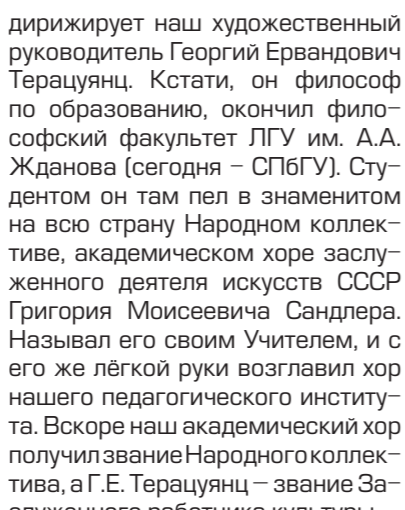 дирижирует наш художественный
руководитель Георгий Ервандович
Терацуянц. Кстати, он философ
по образованию, окончил фило-
софский факультет ЛГУ им. А.А.
Жданова (сегодня – СПбГУ). Сту-
дентом он там пел в знаменитом
на всю страну Народном коллек-
тиве, академическом хоре заслу-
женного деятеля искусств СССР
Григория Моисеевича Сандлера.
Называл его своим Учителем, и с
его же лёгкой руки возглавил хор
нашего педагогического институ-
та. Вскоре наш академический хор
получил звание Народного коллек-
тива, а Г.Е. Терацуянц – звание За-
служенного работника культуры